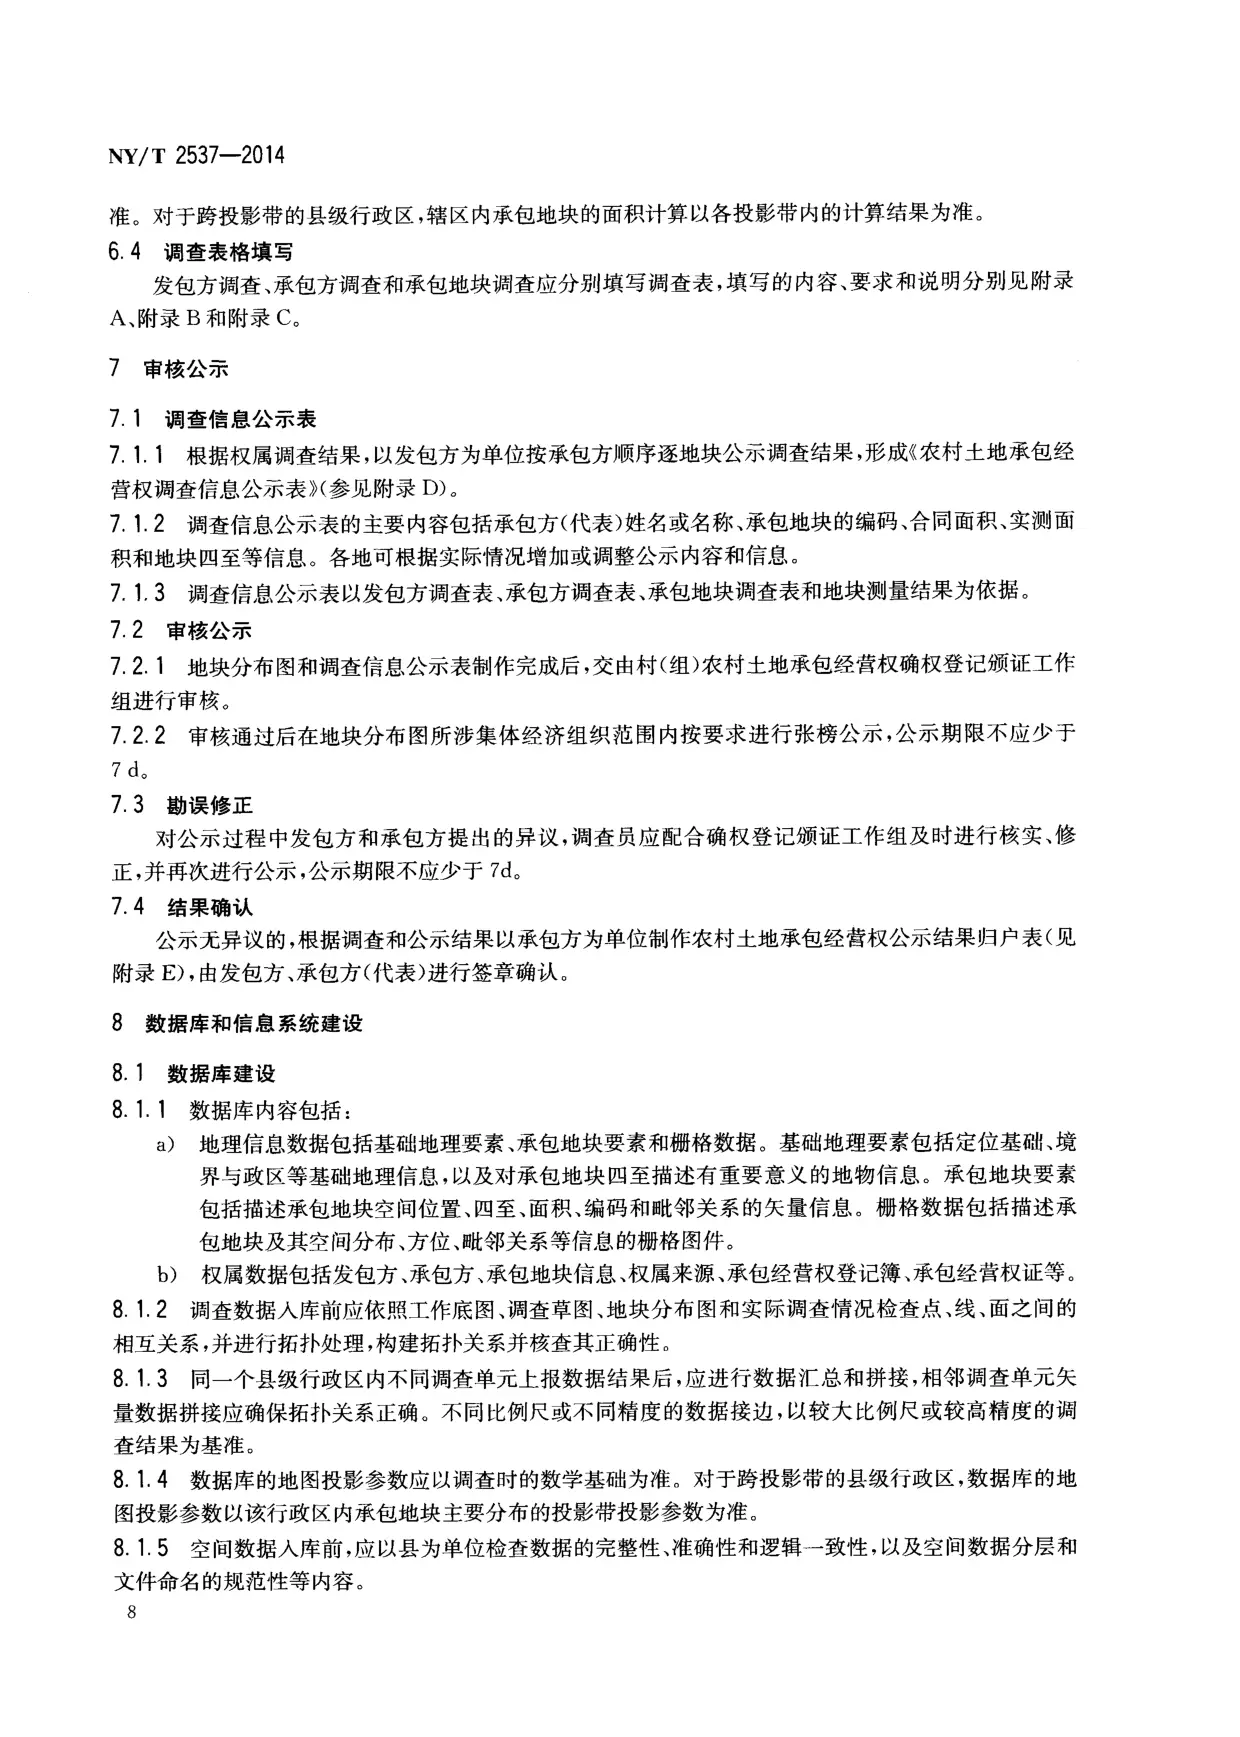 NY/T 2537—2014
准。对于跨投影带的县级行政区,辖区内承包地块的面积计算以各投影带内的计算结果为准。
6.4 调查表格填写
发包方调查、承包方调查和承包地块调查应分别填写调查表,填写的内容、要求和说明分别见附录
A、附录 B 和附录 C。
7 审核公示
7.1 调查信息公示表
7.1.1 根据权属调查结果,以发包方为单位按承包方顺序逐地块公示调查结果,形成《农村土地承包经
营权调查信息公示表》(参见附录 D)。
7.1.2 调查信息公示表的主要内容包括承包方(代表)姓名或名称、承包地块的编码、合同面积、实测面
积和地块四至等信息。各地可根据实际情况增加或调整公示内容和信息。
7.1.3 调查信息公示表以发包方调查表、承包方调查表、承包地块调查表和地块测量结果为依据。
7.2 审核公示
7.2.1 地块分布图和调查信息公示表制作完成后,交由村(组)农村土地承包经营权确权登记颁证工作
组进行审核。
7.2.2 审核通过后在地块分布图所涉集体经济组织范围内按要求进行张榜公示,公示期限不应少于
7 d。
7.3 勘误修正
对公示过程中发包方和承包方提出的异议,调查员应配合确权登记颁证工作组及时进行核实、修
正,并再次进行公示,公示期限不应少于 7d。
7.4 结果确认
公示无异议的,根据调查和公示结果以承包方为单位制作农村土地承包经营权公示结果归户表(见
附录 E),由发包方、承包方(代表)进行签章确认。
8 数据库和信息系统建设
8.1 数据库建设
8.1.1 数据库内容包括:
a) 地理信息数据包括基础地理要素、承包地块要素和栅格数据。基础地理要素包括定位基础、境
界与政区等基础地理信息,以及对承包地块四至描述有重要意义的地物信息。承包地块要素
包括描述承包地块空间位置、四至、面积、编码和毗邻关系的矢量信息。栅格数据包括描述承
包地块及其空间分布、方位、毗邻关系等信息的栅格图件。
b) 权属数据包括发包方、承包方、承包地块信息、权属来源、承包经营权登记簿、承包经营权证等。
8.1.2 调查数据入库前应依照工作底图、调查草图、地块分布图和实际调查情况检查点、线、面之间的
相互关系,并进行拓扑处理,构建拓扑关系并核查其正确性。
8.1.3 同一个县级行政区内不同调查单元上报数据结果后,应进行数据汇总和拼接,相邻调查单元矢
量数据拼接应确保拓扑关系正确。不同比例尺或不同精度的数据接边,以较大比例尺或较高精度的调
查结果为基准。
8.1.4 数据库的地图投影参数应以调查时的数学基础为准。对于跨投影带的县级行政区,数据库的地
图投影参数以该行政区内承包地块主要分布的投影带投影参数为准。
8.1.5 空间数据入库前,应以县为单位检查数据的完整性、准确性和逻辑一致性,以及空间数据分层和
文件命名的规范性等内容。
8